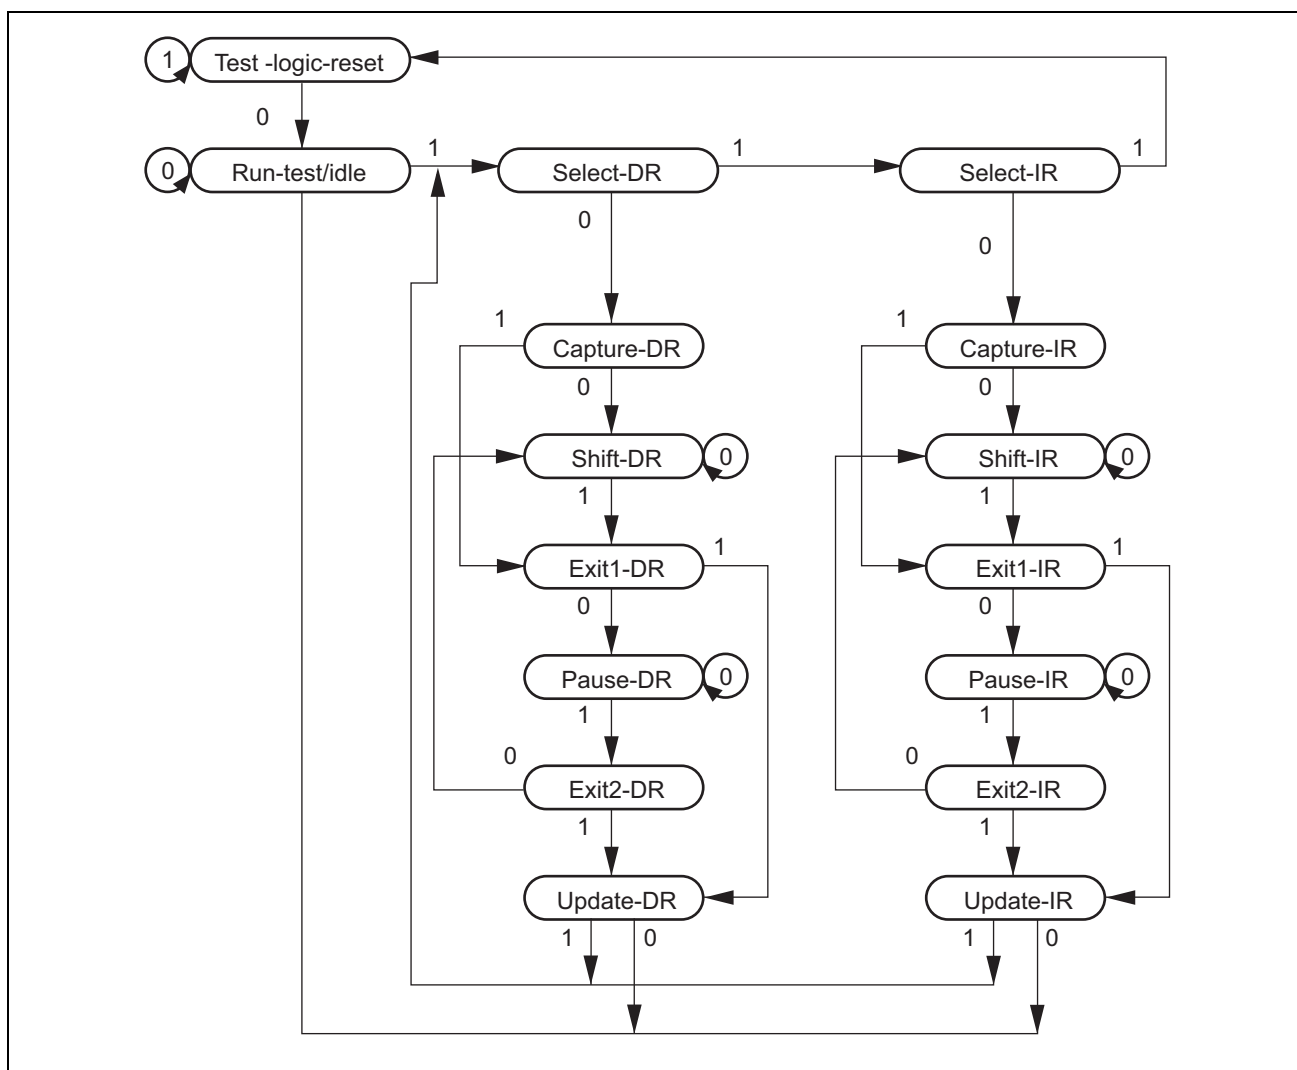 1
Test -logic-reset
0
0
Run-test/idle
1
Select-DR
1
Select-IR
1
0
0
1
Capture-DR
0
1
Capture-IR
0
Shift-DR
0
1
Shift-IR
0
1
Exit1-DR
1
0
Exit1-IR
1
0
Pause-DR
0
1
Pause-IR
0
1
0
Exit2-DR
1
0
Exit2-IR
1
Update-DR
1
0
Update-IR
1
0